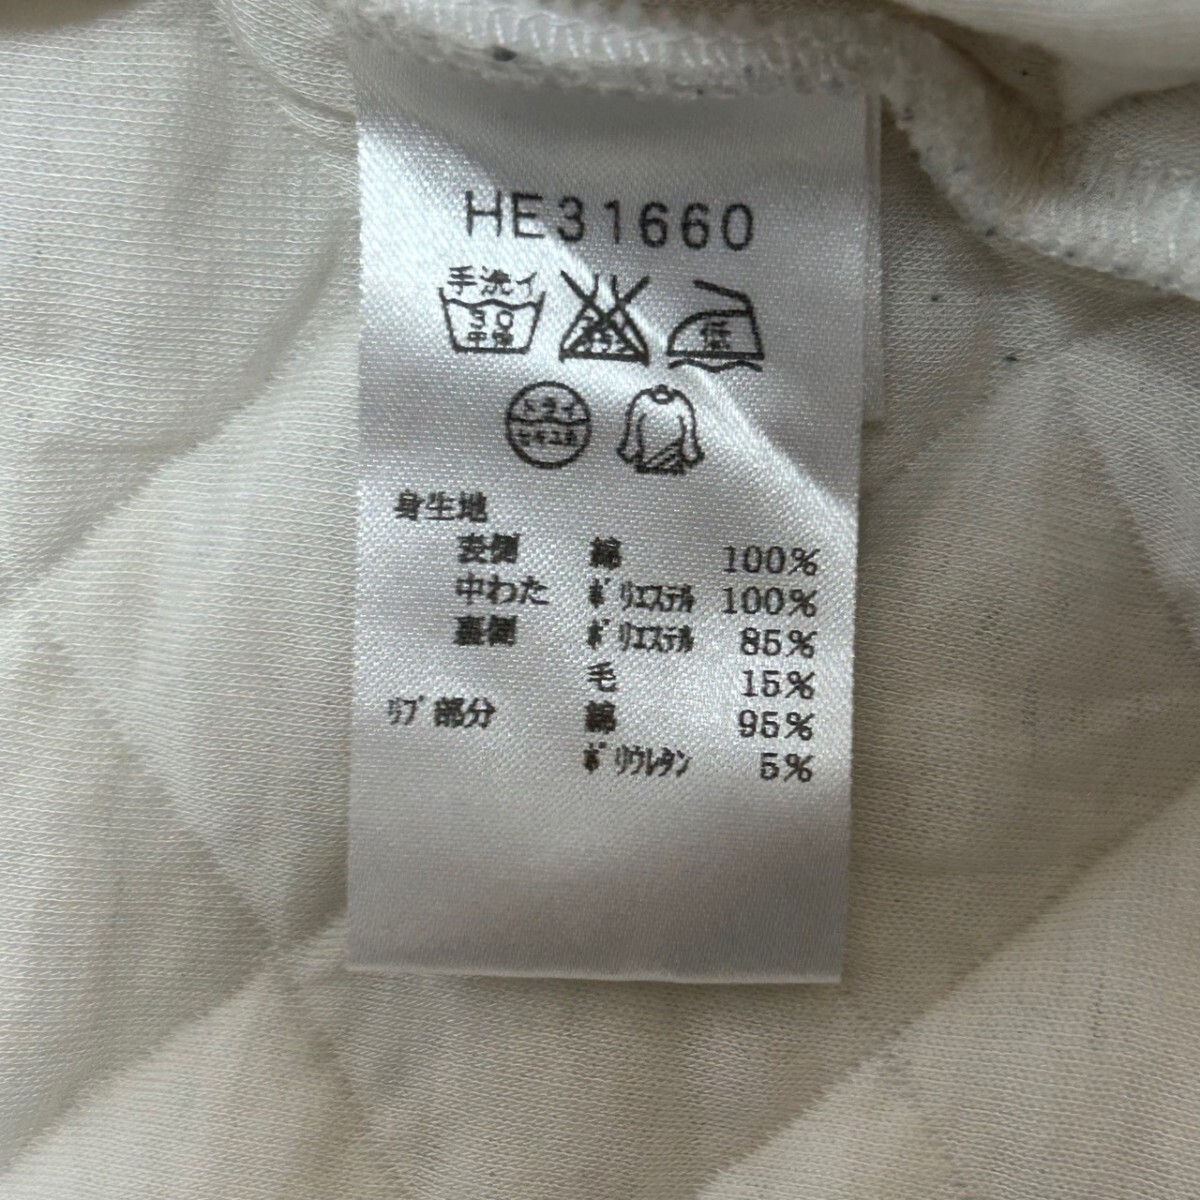 HE31660
手洗イ
30
中性
低
ドライ
セキユ系
身生地
表側 綿 100%
中わた ポリエステル 100%
裏側 ポリエステル 85%
毛 15%
リブ部分 綿 95%
ポリウレタン 5%